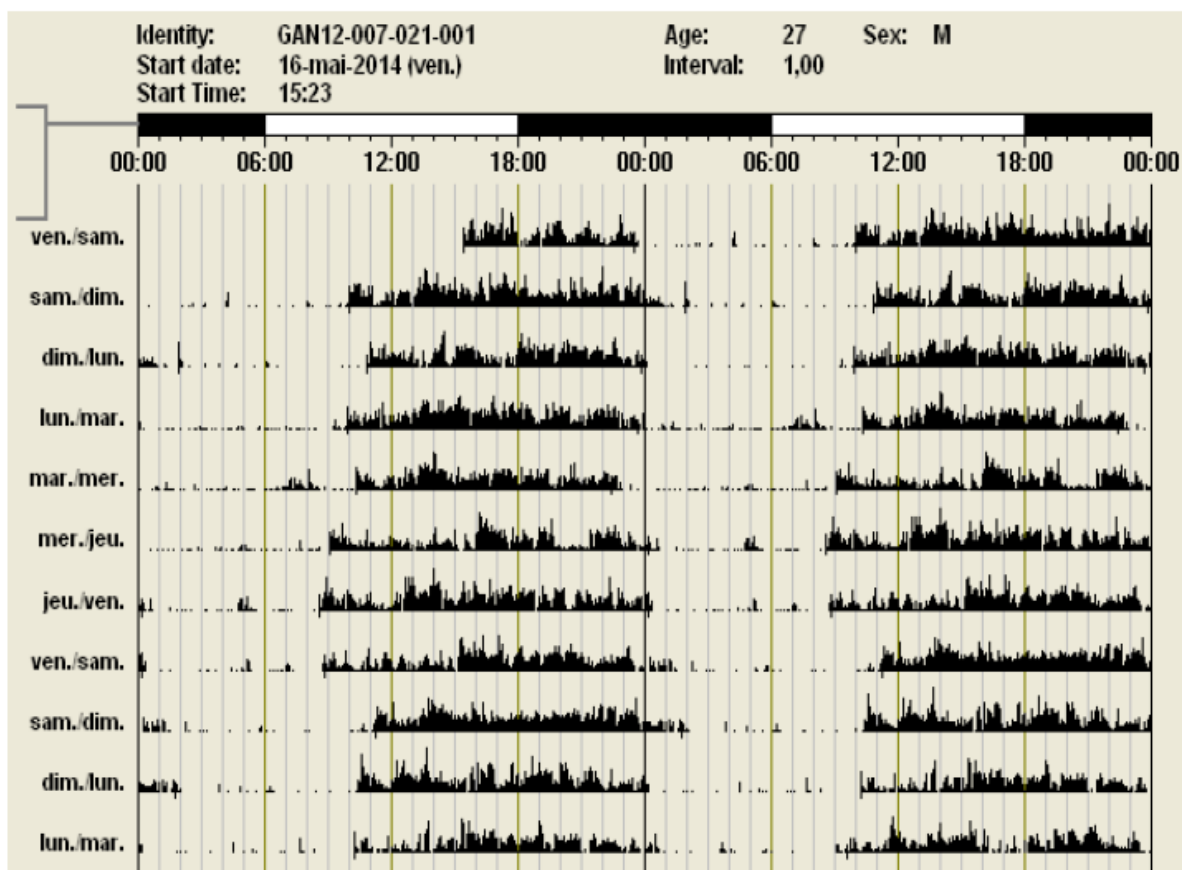 Identity: GAN12-007-021-001 Age: 27 Sex: M
Start date: 16-mai-2014 (ven.) Interval: 1,00
Start Time: 15:23
00:00 06:00 12:00 18:00 00:00 06:00 12:00 18:00 00:00
ven./sam.
sam./dim.
dim./lun.
lun./mar.
mar./mer.
mer./jeu.
jeu./ven.
ven./sam.
sam./dim.
dim./lun.
lun./mar.